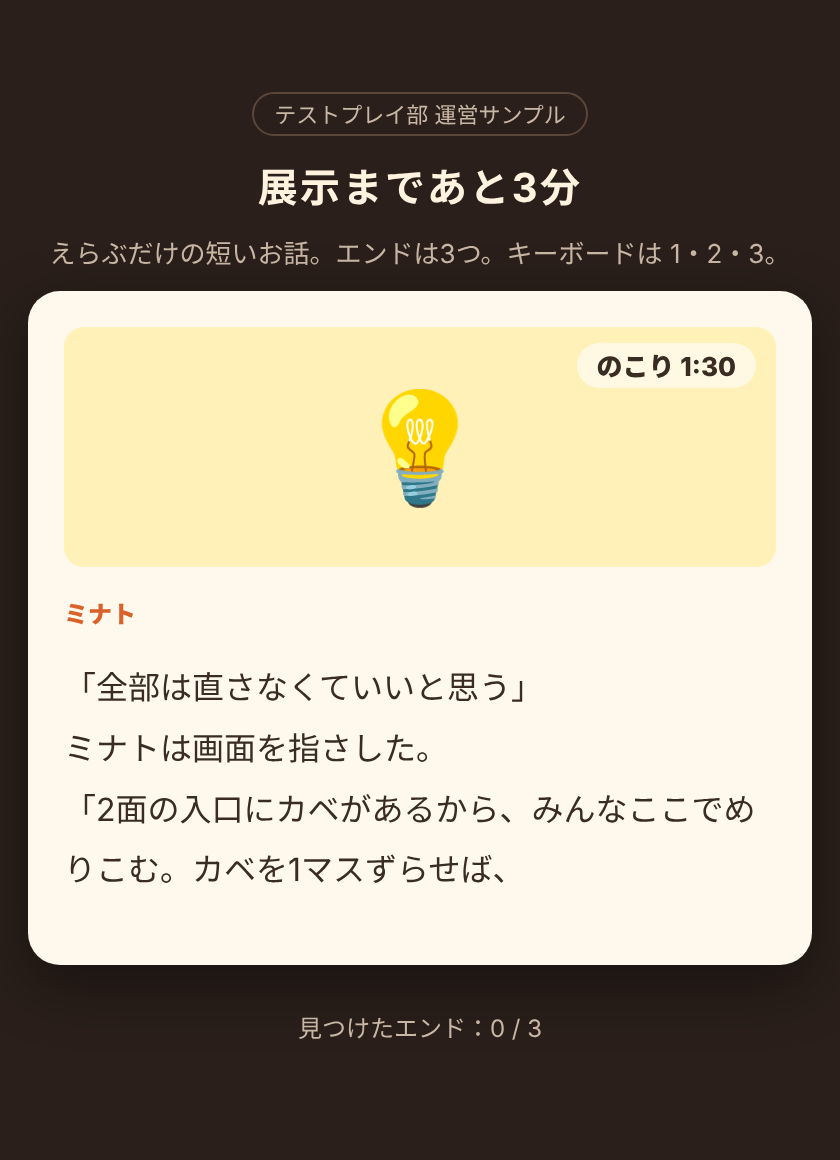 テストプレイ部 運営サンプル
展示まであと3分
えらぶだけの短いお話。エンドは3つ。キーボードは 1・2・3。
のこり 1:30
ミナト
「全部は直さなくていいと思う」
ミナトは画面を指さした。
「2面の入口にカベがあるから、みんなここでめ
りこむ。カベを1マスずらせば、
見つけたエンド：0 / 3